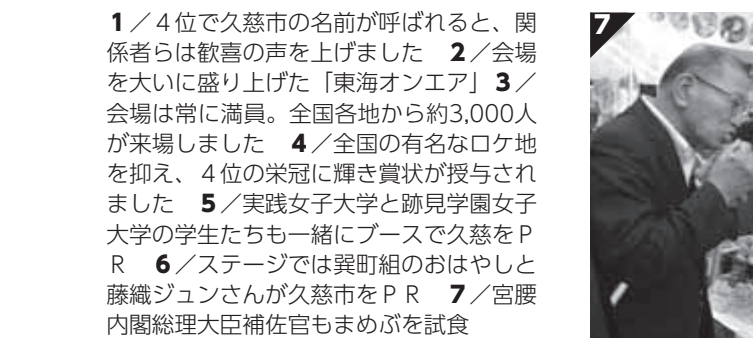 1／４位で久慈市の名前が呼ばれると、関
係者らは歓喜の声を上げました　2／会場
を大いに盛り上げた「東海オンエア」3／
会場は常に満員。全国各地から約3,000人
が来場しました　4／全国の有名なロケ地
を抑え、４位の栄冠に輝き賞状が授与され
ました　5／実践女子大学と跡見学園女子
大学の学生たちも一緒にブースで久慈をＰ
Ｒ　6／ステージでは巽町組のおはやしと
藤織ジュンさんが久慈市をＰＲ　7／宮腰
内閣総理大臣補佐官もまめぶを試食
7